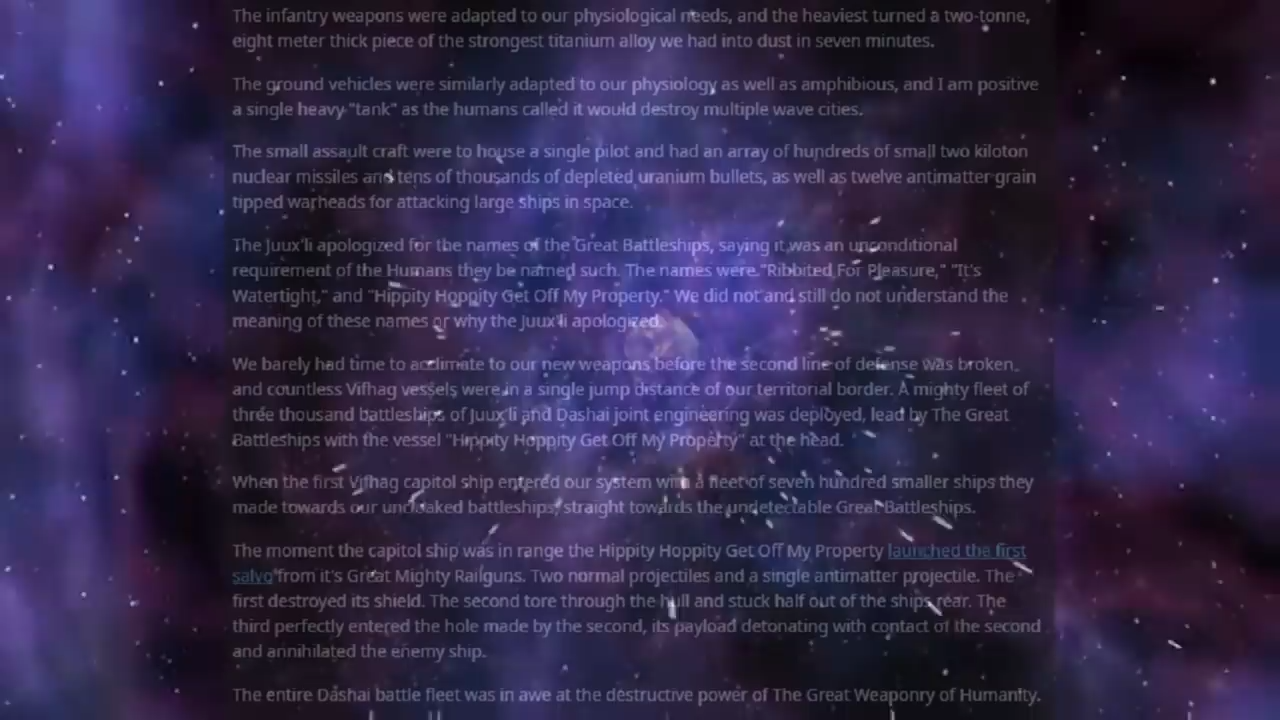 The infantry weapons were adapted to our physiological needs, and the heaviest turned a two-tonne,
eight meter thick piece of the strongest titanium alloy we had into dust in seven minutes.
The ground vehicles were similarly adapted to our physiology as well as amphibious, and I am positive
a single heavy "tank" as the humans called it would destroy multiple wave cities.
The small assault craft were to house a single pilot and had an array of hundreds of small two kiloton
nuclear missiles and tens of thousands of depleted uranium bullets, as well as twelve antimatter grain
tipped warheads for attacking large ships in space.
The Juux'li apologized for the names of the Great Battleships, saying it was an unconditional
requirement of the Humans they be named such. The names were "Ribbited For Pleasure," "It's
Watertight," and "Hippity Hoppity Get Off My Property." We did not and still do not understand the
meaning of these names or why the Juux'li apologized.
We barely had time to acclimate to our new weapons before the second line of defense was broken,
and countless Vifhag vessels were in a single jump distance of our territorial border. A mighty fleet of
three thousand battleships of Juux'li and Dashai joint engineering was deployed, lead by The Great
Battleships with the vessel "Hippity Hoppity Get Off My Property" at the head.
When the first Vifhag capitol ship entered our system with a fleet of seven hundred smaller ships they
made towards our uncloaked battleships, straight towards the undetectable Great Battleships.
The moment the capitol ship was in range the Hippity Hoppity Get Off My Property launched the first
salvo from it's Great Mighty Railguns. Two normal projectiles and a single antimatter projectile. The
first destroyed its shield. The second tore through the hull and stuck half out of the ships rear. The
third perfectly entered the hole made by the second, its payload detonating with contact of the second
and annihilated the enemy ship.
The entire Dashai battle fleet was in awe at the destructive power of The Great Weaponry of Humanity.